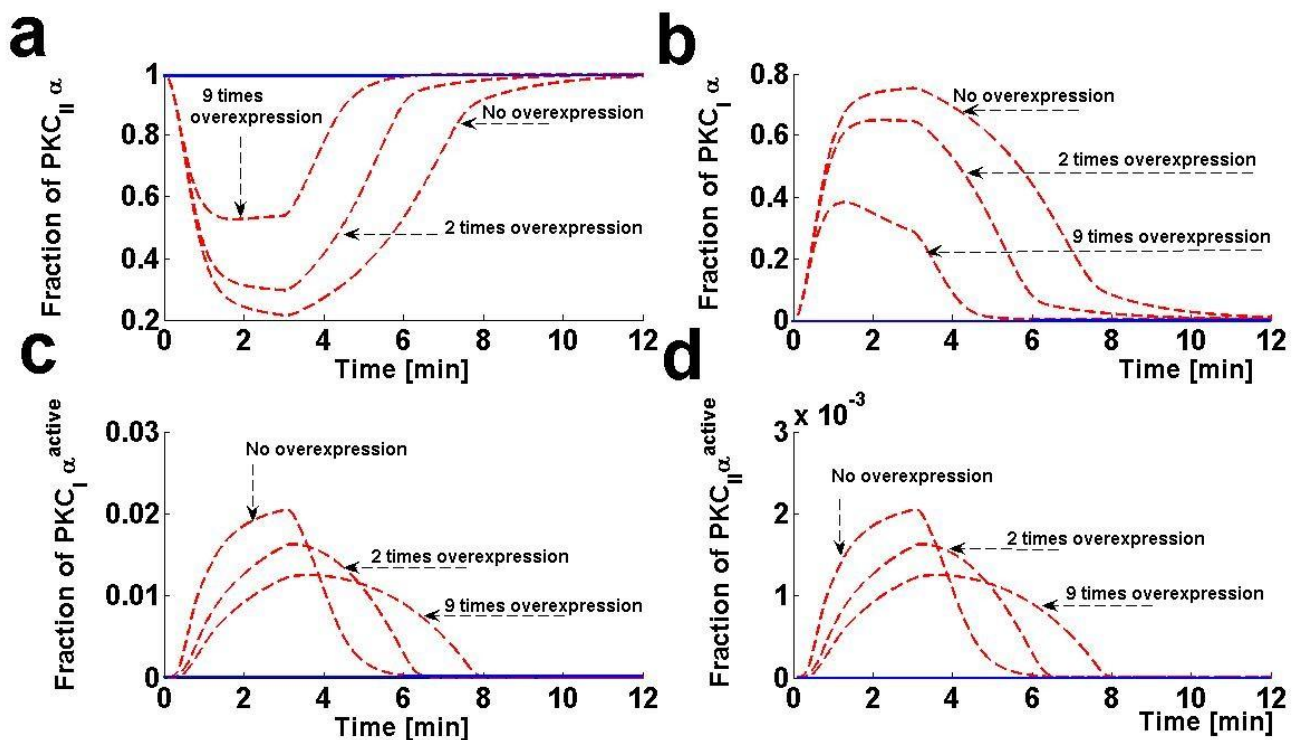 a
Fraction of PKC_II α
1
0.8
0.6
0.4
0.2
0 2 4 6 8 10 12
Time [min]
9 times
overexpression
No overexpression
2 times overexpression
b
Fraction of PKC_I α
0.8
0.6
0.4
0.2
0
0 2 4 6 8 10 12
Time [min]
No overexpression
2 times overexpression
9 times overexpression
c
Fraction of PKC_I α^active
0.03
0.02
0.01
0
0 2 4 6 8 10 12
Time [min]
No overexpression
2 times overexpression
9 times overexpression
d
x 10^-3
Fraction of PKC_II α^active
3
2
1
0
0 2 4 6 8 10 12
Time [min]
No overexpression
2 times overexpression
9 times overexpression